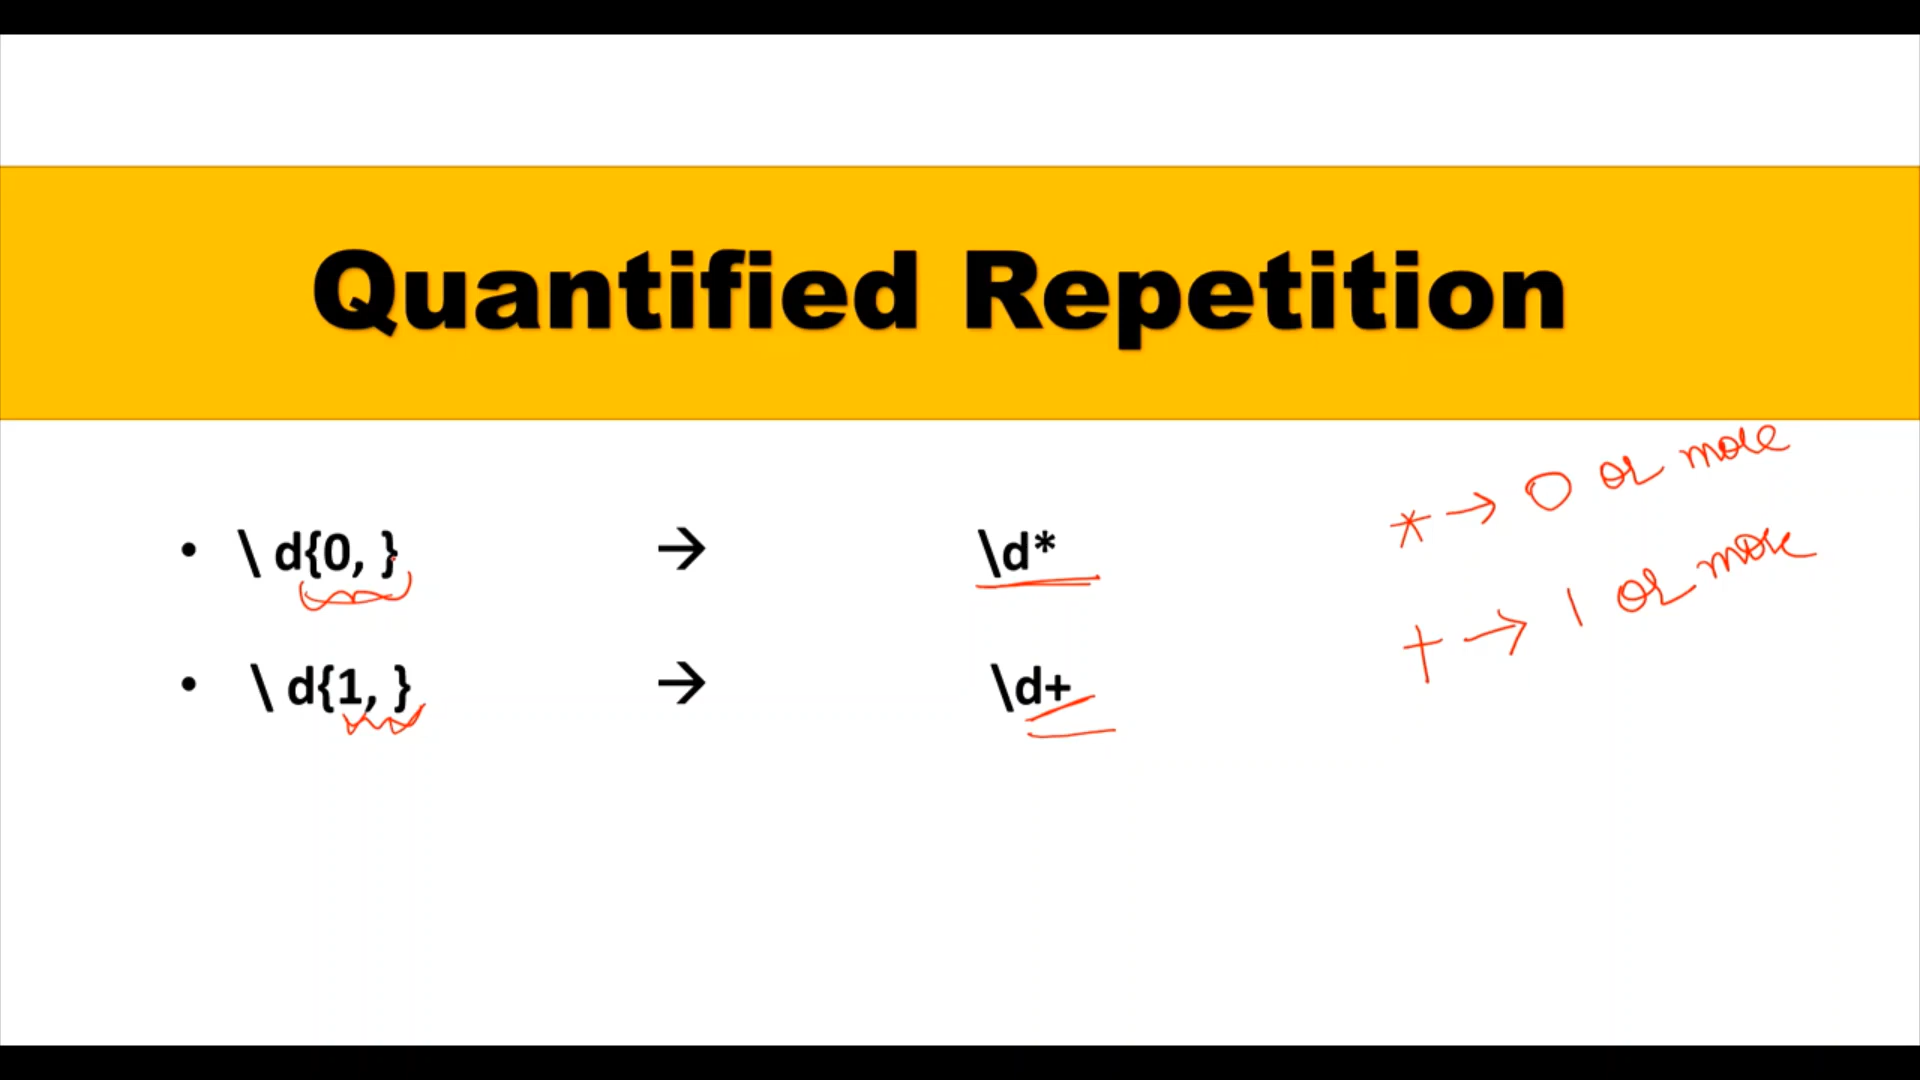 Quantified Repetition
* → 0 or more
• \ d{0, } → \d*
+ → 1 or more
• \ d{1, } → \d+